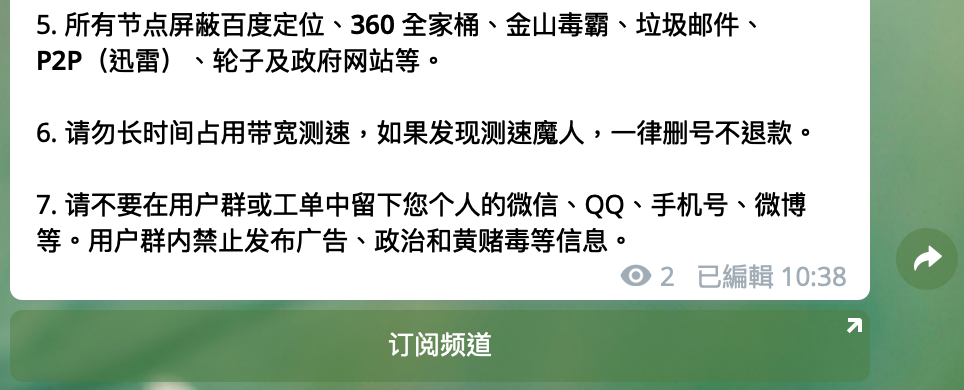 5. 所有节点屏蔽百度定位、360 全家桶、金山毒霸、垃圾邮件、
P2P（迅雷）、轮子及政府网站等。
6. 请勿长时间占用带宽测速，如果发现测速魔人，一律删号不退款。
7. 请不要在用户群或工单中留下您个人的微信、QQ、手机号、微博
等。用户群内禁止发布广告、政治和黄赌毒等信息。
2 已編輯 10:38
订阅频道